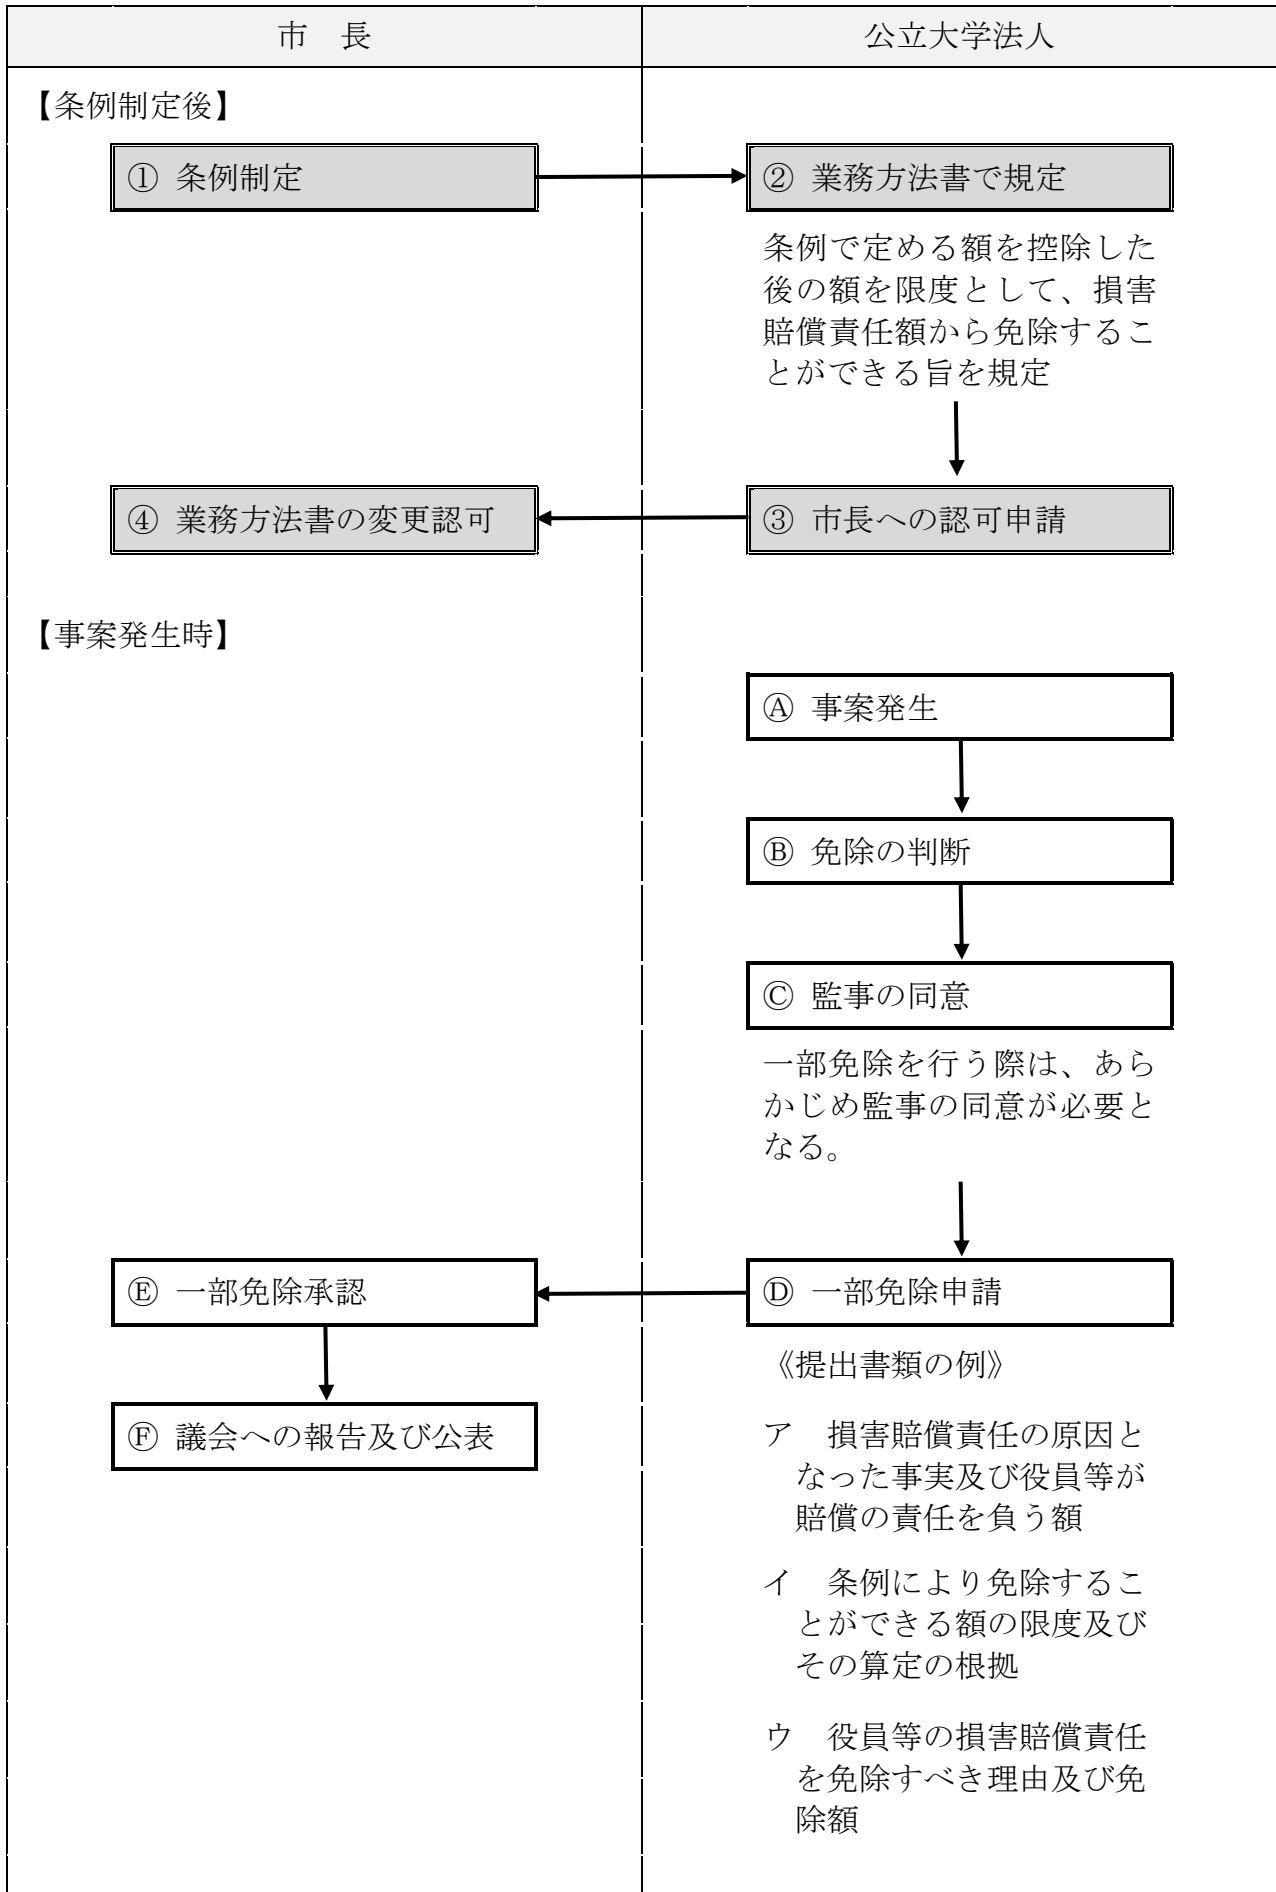 市　長
公立大学法人
【条例制定後】
① 条例制定
② 業務方法書で規定
条例で定める額を控除した
後の額を限度として、損害
賠償責任額から免除するこ
とができる旨を規定
④ 業務方法書の変更認可
③ 市長への認可申請
【事案発生時】
Ⓐ 事案発生
Ⓑ 免除の判断
Ⓒ 監事の同意
一部免除を行う際は、あら
かじめ監事の同意が必要と
なる。
Ⓔ 一部免除承認
Ⓓ 一部免除申請
Ⓕ 議会への報告及び公表
《提出書類の例》
ア　損害賠償責任の原因と
なった事実及び役員等が
賠償の責任を負う額
イ　条例により免除するこ
とができる額の限度及び
その算定の根拠
ウ　役員等の損害賠償責任
を免除すべき理由及び免
除額